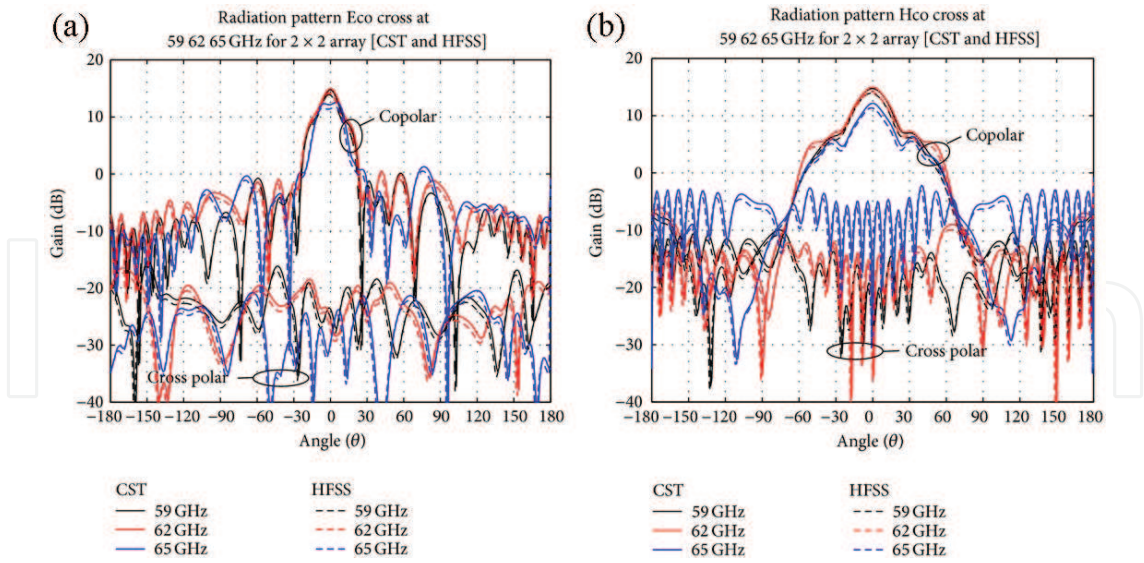 (a)
Radiation pattern Eco cross at
59 62 65 GHz for 2 × 2 array [CST and HFSS]
20
10
0
−10
−20
−30
−40
Gain (dB)
Copolar
Cross polar
−180 −150 −120 −90 −60 −30 0 30 60 90 120 150 180
Angle (θ)
CST
59 GHz
62 GHz
65 GHz
HFSS
59 GHz
62 GHz
65 GHz
(b)
Radiation pattern Hco cross at
59 62 65 GHz for 2 × 2 array [CST and HFSS]
20
10
0
−10
−20
−30
−40
Gain (dB)
Copolar
Cross polar
−180 −150 −120 −90 −60 −30 0 30 60 90 120 150 180
Angle (θ)
CST
59 GHz
62 GHz
65 GHz
HFSS
59 GHz
62 GHz
65 GHz